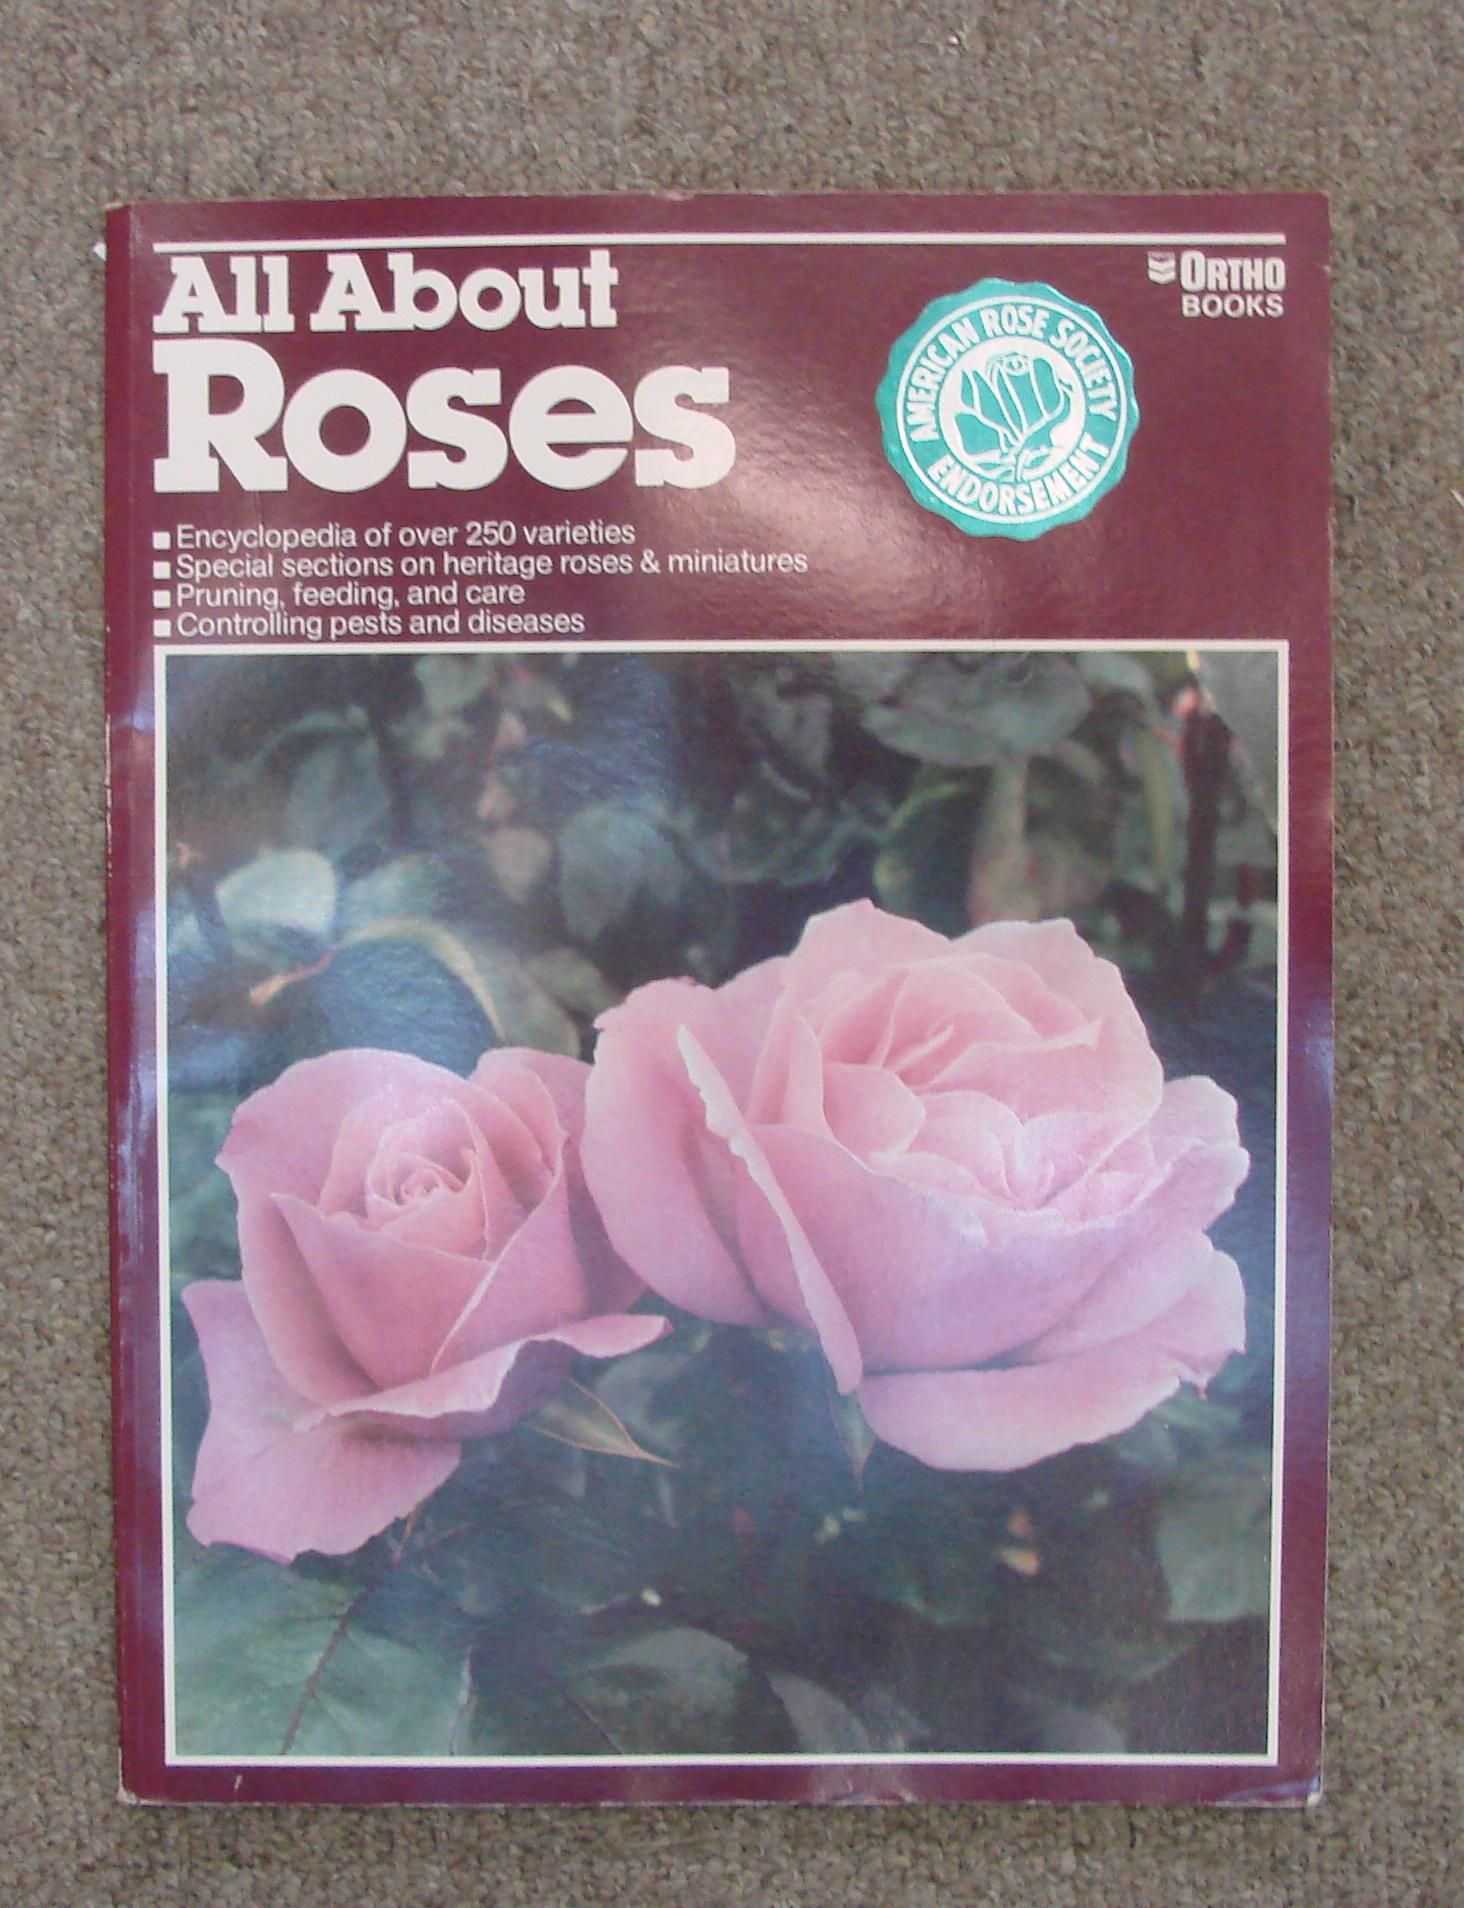 All About
Roses
ORTHO
BOOKS
AMERICAN ROSE SOCIETY
ENDORSEMENT
Encyclopedia of over 250 varieties
Special sections on heritage roses & miniatures
Pruning, feeding, and care
Controlling pests and diseases